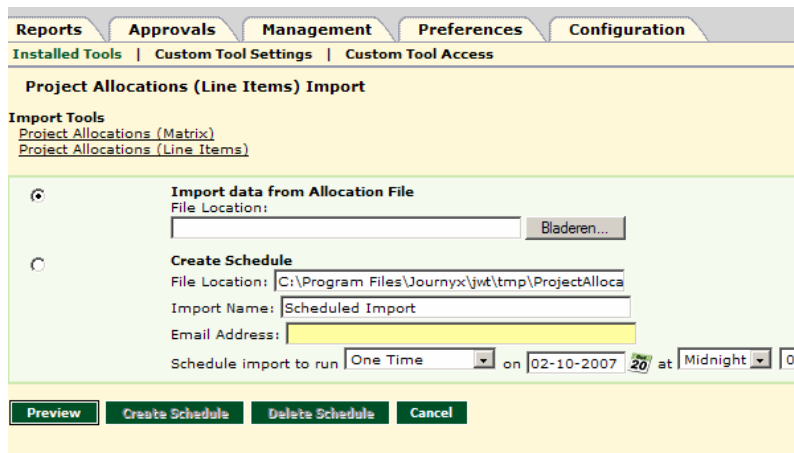 Reports Approvals Management Preferences Configuration
Installed Tools | Custom Tool Settings | Custom Tool Access
Project Allocations (Line Items) Import
Import Tools
Project Allocations (Matrix)
Project Allocations (Line Items)
Import data from Allocation File
File Location:
Bladeren...
Create Schedule
File Location: C:\Program Files\Journyx\jwt\tmp\ProjectAlloca
Import Name: Scheduled Import
Email Address:
Schedule import to run One Time on 02-10-2007 20 at Midnight 0
Preview Create Schedule Delete Schedule Cancel